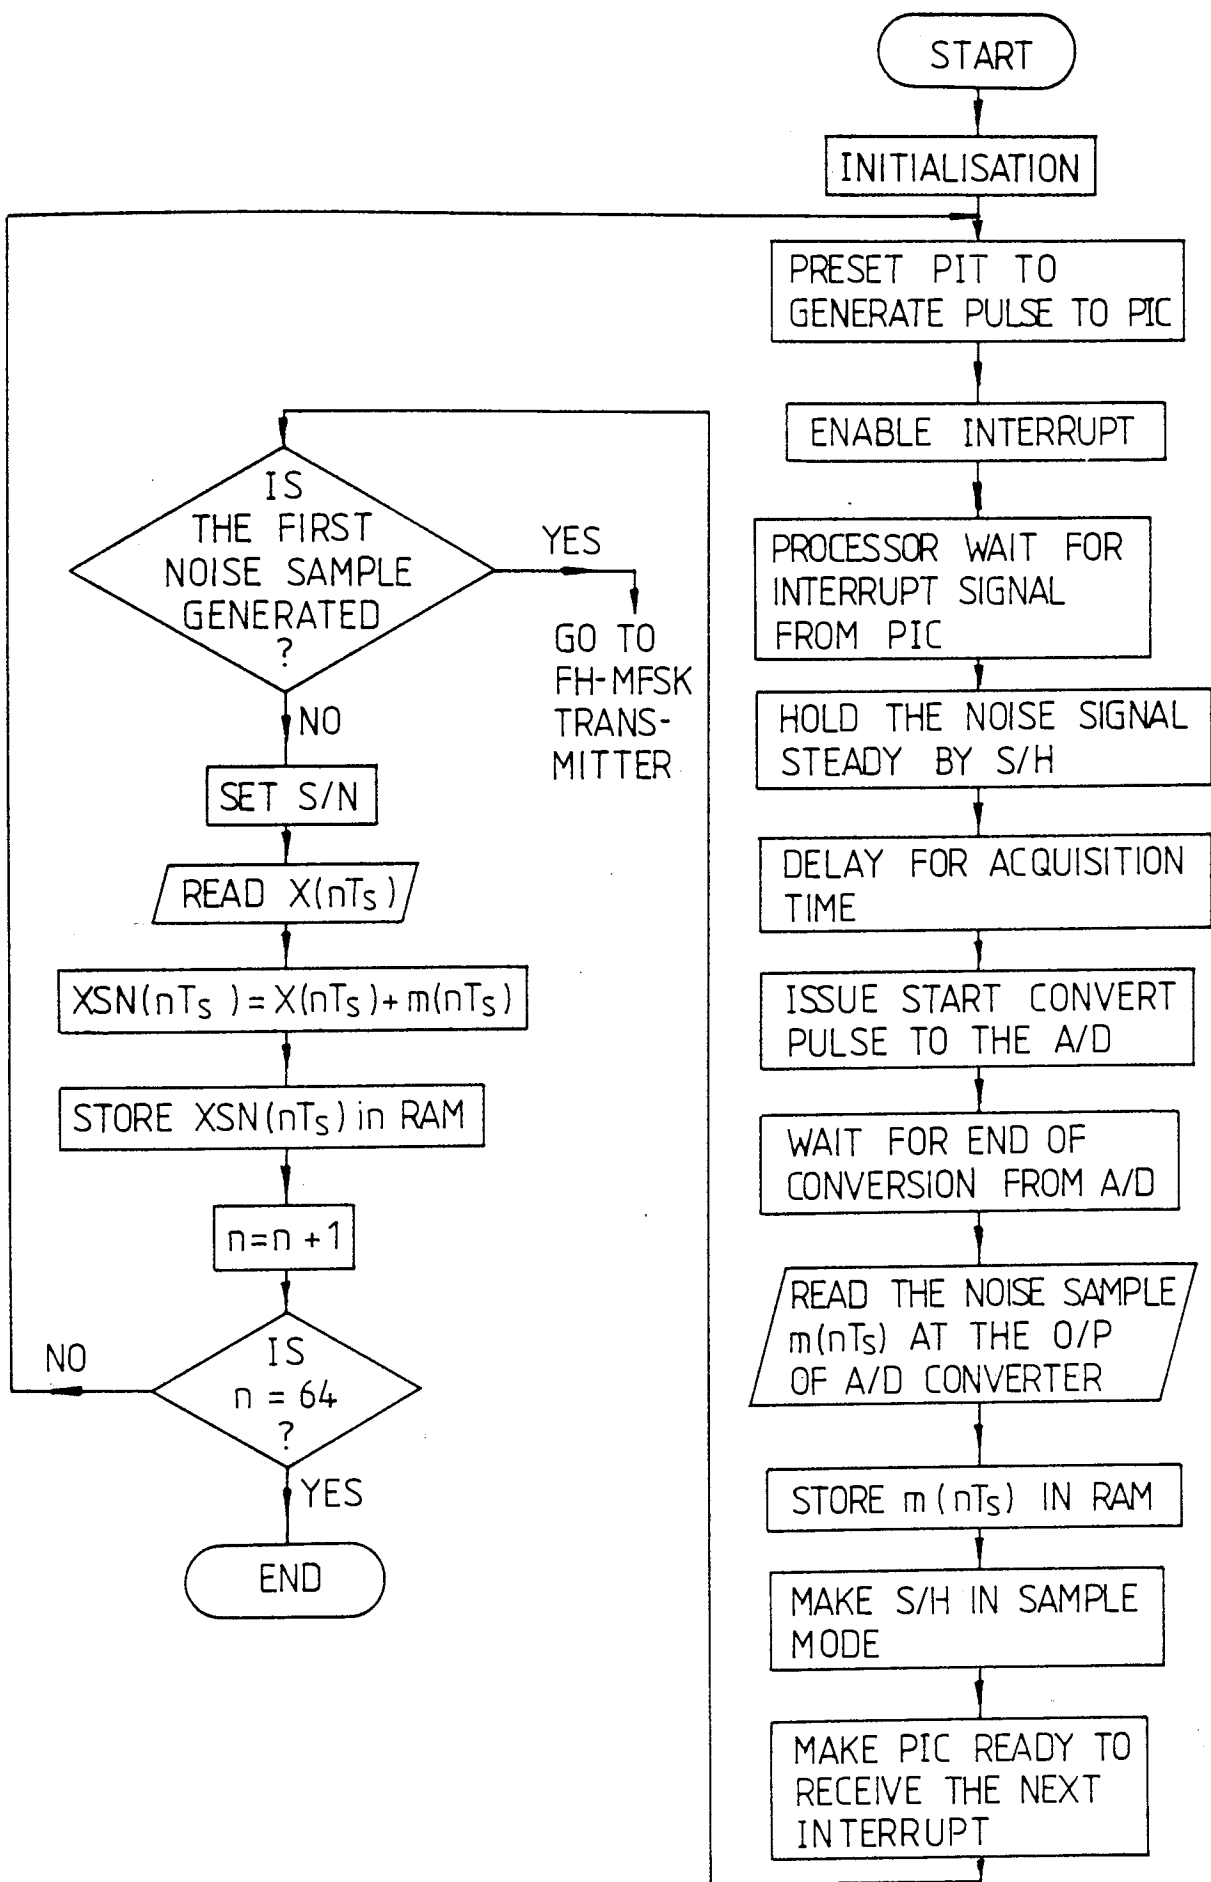 START
INITIALISATION
PRESET PIT TO
GENERATE PULSE TO PIC
ENABLE INTERRUPT
PROCESSOR WAIT FOR
INTERRUPT SIGNAL
FROM PIC
HOLD THE NOISE SIGNAL
STEADY BY S/H
DELAY FOR ACQUISITION
TIME
ISSUE START CONVERT
PULSE TO THE A/D
WAIT FOR END OF
CONVERSION FROM A/D
READ THE NOISE SAMPLE
m(nTs) AT THE O/P
OF A/D CONVERTER
STORE m(nTs) IN RAM
MAKE S/H IN SAMPLE
MODE
MAKE PIC READY TO
RECEIVE THE NEXT
INTERRUPT
IS
THE FIRST
NOISE SAMPLE
GENERATED
?
YES
GO TO
FH-MFSK
TRANS-
MITTER
NO
SET S/N
READ X(nTs)
XSN(nTs) = X(nTs) + m(nTs)
STORE XSN(nTs) in RAM
n=n+1
IS
n = 64
?
NO
YES
END